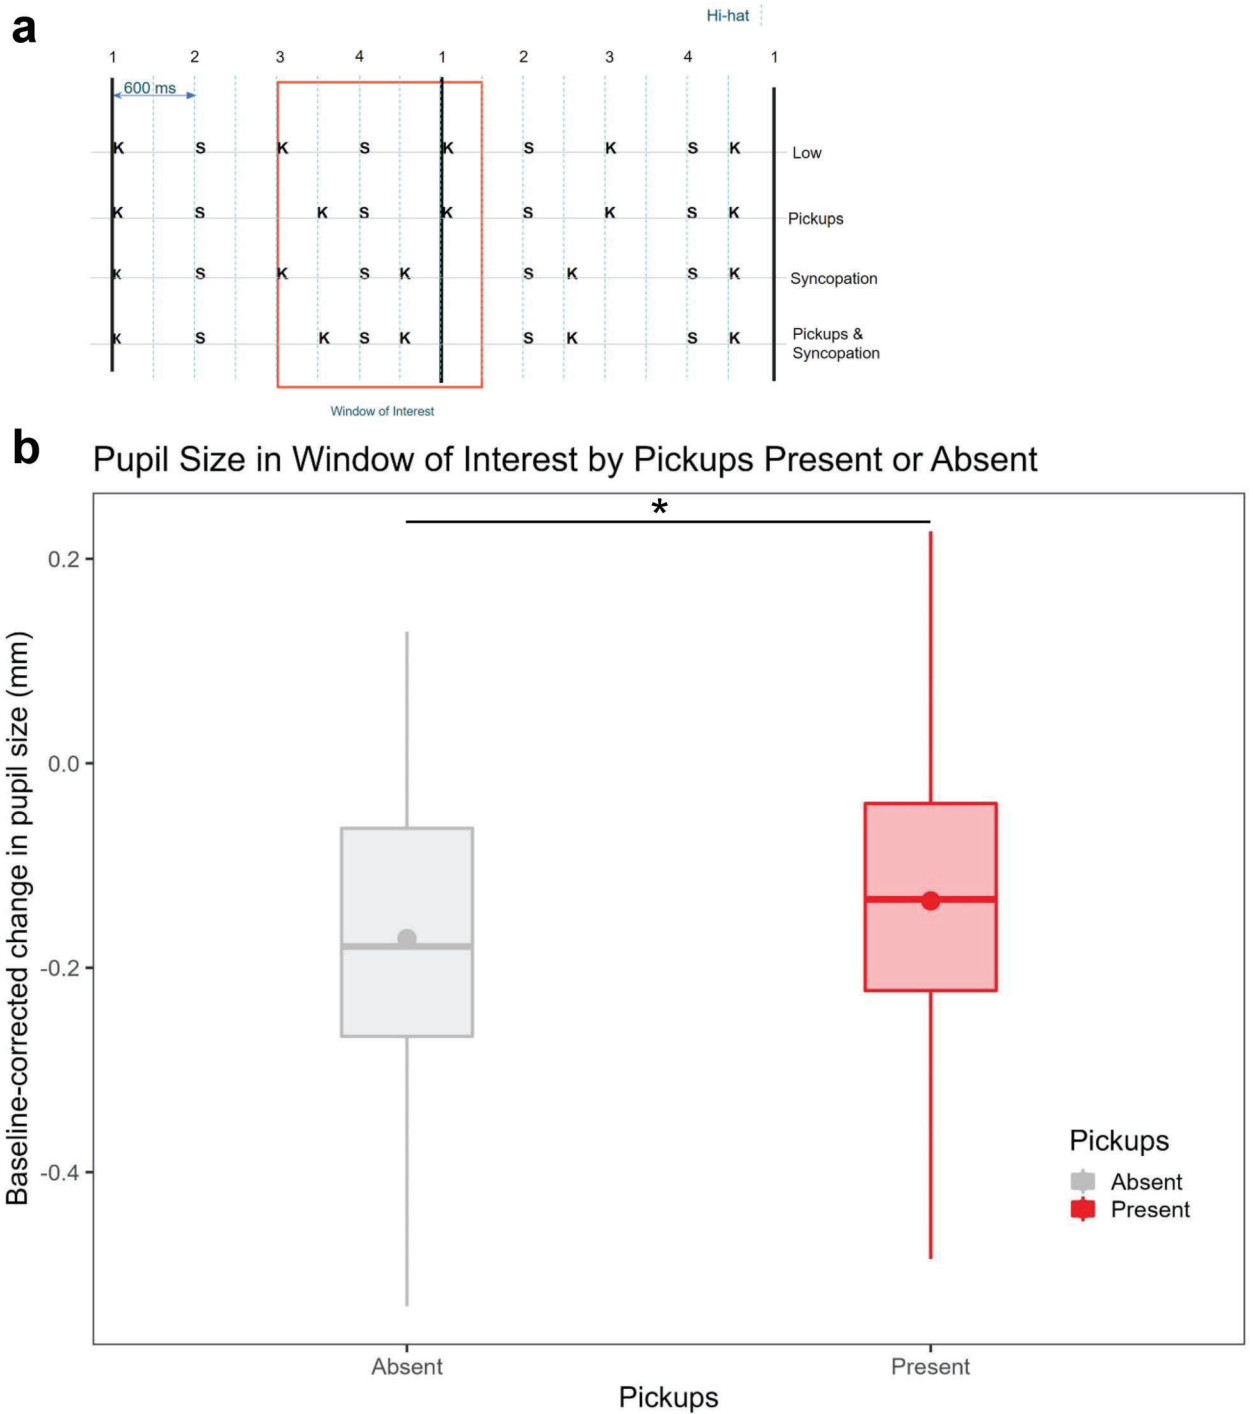 a
Hi-hat
1 2 3 4 1 2 3 4 1
600 ms
K S K S K S K S K Low
K S K S K S K S K Pickups
K S K S K S K S K Syncopation
K S K S K S K S K Pickups &
Syncopation
Window of Interest
b
Pupil Size in Window of Interest by Pickups Present or Absent
*
Baseline-corrected change in pupil size (mm)
0.2
0.0
-0.2
-0.4
Pickups
Absent
Present
Absent Present
Pickups